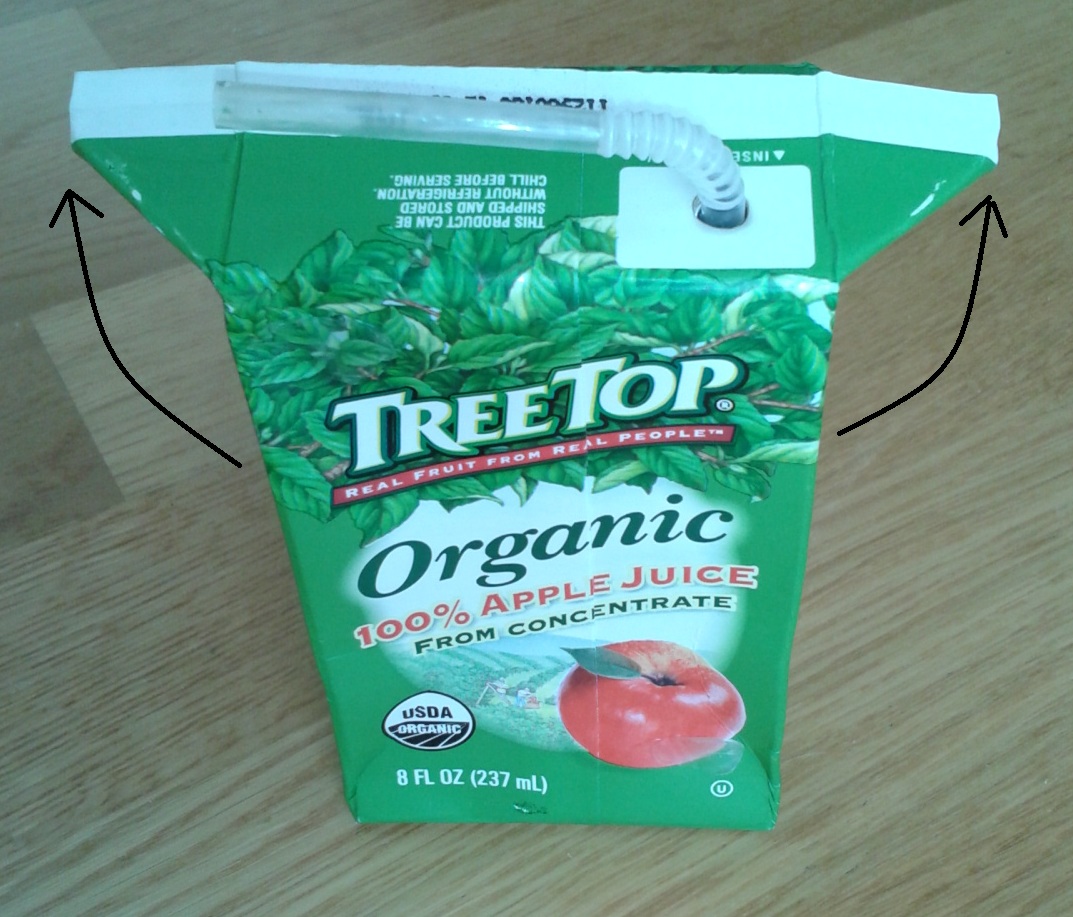 INSE
THIS PRODUCT CAN BE
SHIPPED AND STORED
WITHOUT REFRIGERATION.
CHILL BEFORE SERVING.
TREE TOP®
REAL FRUIT FROM REAL PEOPLE™
Organic
100% APPLE JUICE
FROM CONCENTRATE
USDA
ORGANIC
8 FL OZ (237 mL)
U